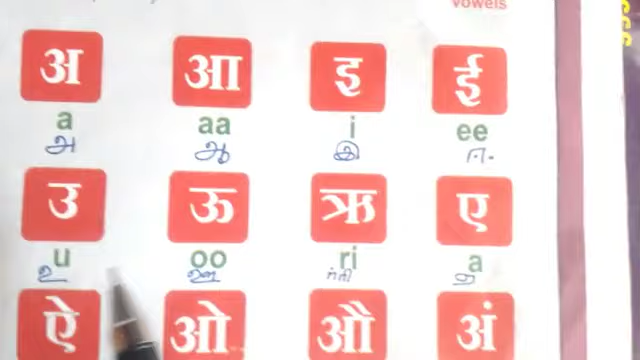 vowels
अ आ इ ई
a aa i ee
அ ஆ இ ஈ
उ ऊ ऋ ए
u oo ri a
உ ஊ
ऐ ओ औ अं